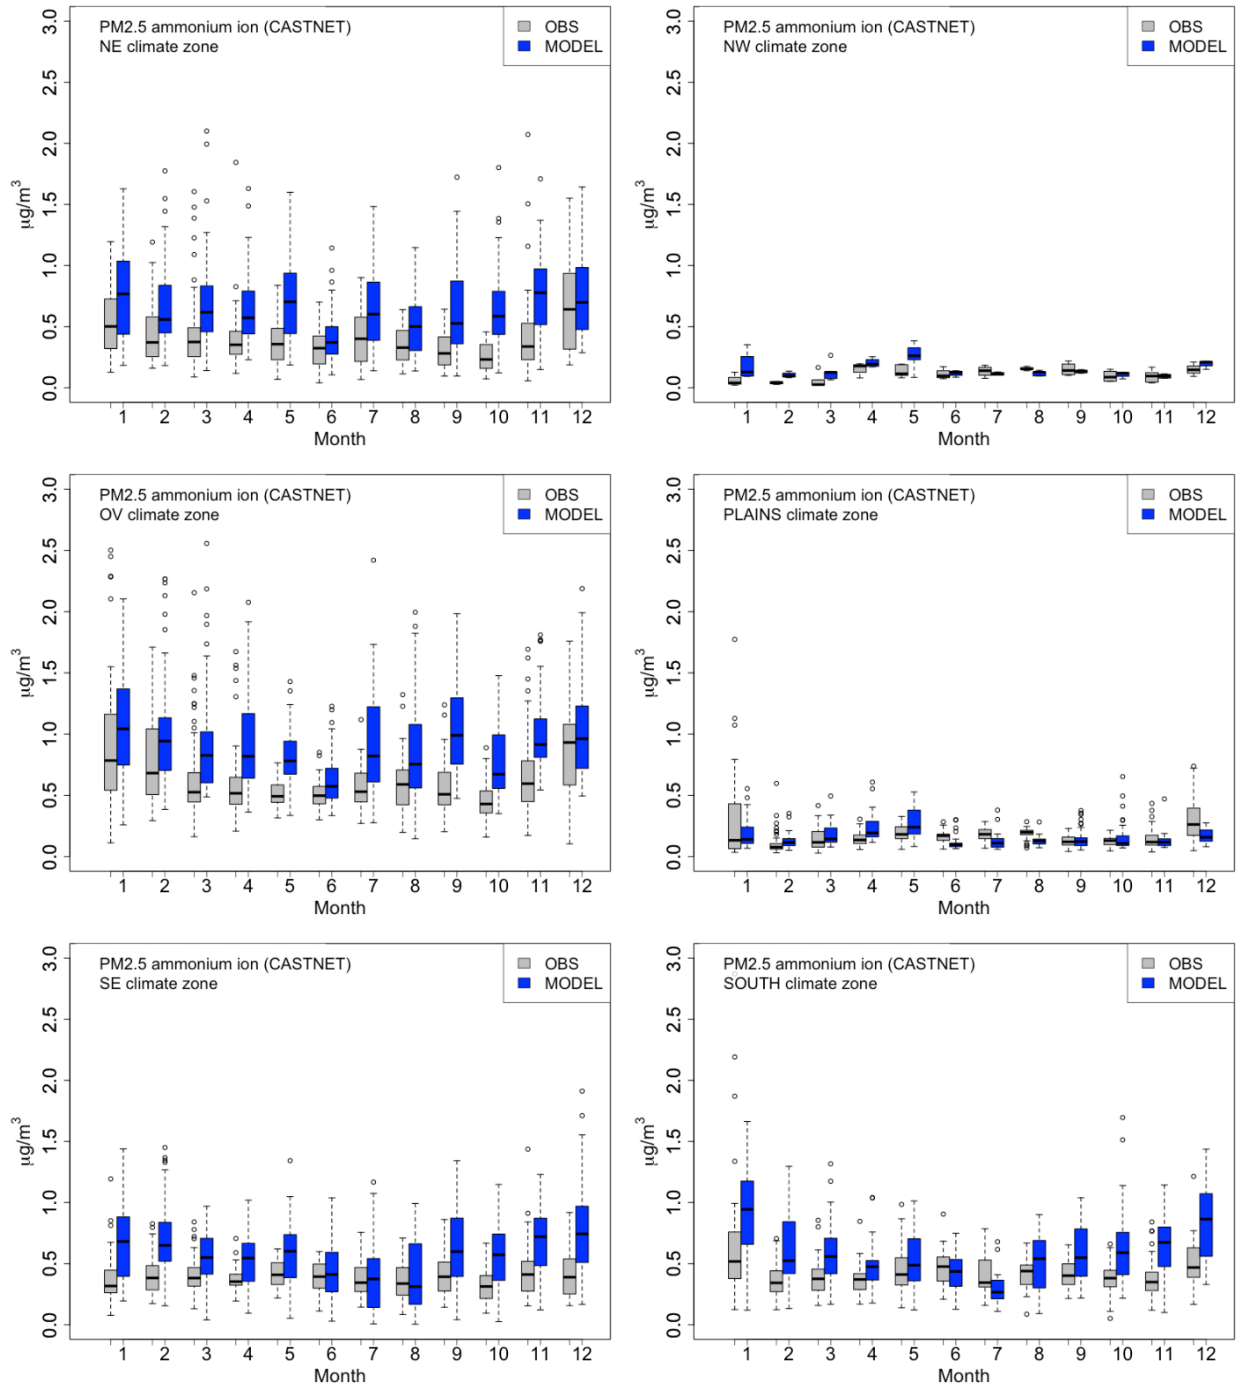 PM2.5 ammonium ion (CASTNET)
NE climate zone
OBS
MODEL
3.0
2.5
2.0
1.5
1.0
0.5
0.0
μg/m³
1 2 3 4 5 6 7 8 9 10 11 12
Month
PM2.5 ammonium ion (CASTNET)
NW climate zone
OBS
MODEL
3.0
2.5
2.0
1.5
1.0
0.5
0.0
μg/m³
1 2 3 4 5 6 7 8 9 10 11 12
Month
PM2.5 ammonium ion (CASTNET)
OV climate zone
OBS
MODEL
3.0
2.5
2.0
1.5
1.0
0.5
0.0
μg/m³
1 2 3 4 5 6 7 8 9 10 11 12
Month
PM2.5 ammonium ion (CASTNET)
PLAINS climate zone
OBS
MODEL
3.0
2.5
2.0
1.5
1.0
0.5
0.0
μg/m³
1 2 3 4 5 6 7 8 9 10 11 12
Month
PM2.5 ammonium ion (CASTNET)
SE climate zone
OBS
MODEL
3.0
2.5
2.0
1.5
1.0
0.5
0.0
μg/m³
1 2 3 4 5 6 7 8 9 10 11 12
Month
PM2.5 ammonium ion (CASTNET)
SOUTH climate zone
OBS
MODEL
3.0
2.5
2.0
1.5
1.0
0.5
0.0
μg/m³
1 2 3 4 5 6 7 8 9 10 11 12
Month